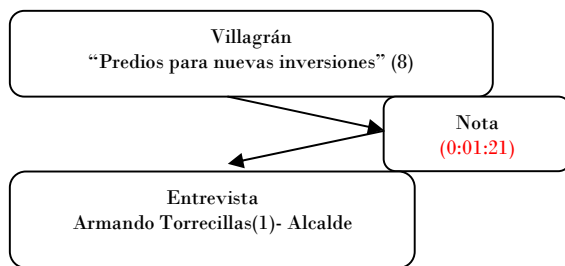 Villagrán
“Predios para nuevas inversiones” (8)
Nota
(0:01:21)
Entrevista
Armando Torrecillas(1)- Alcalde